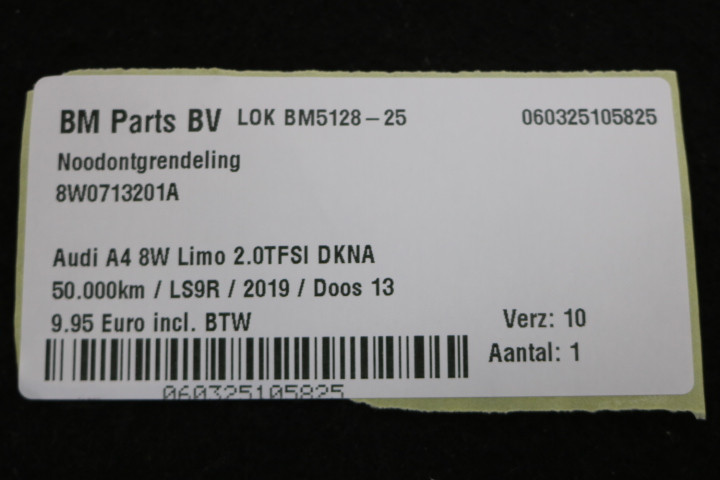 BM Parts BV LOK BM5128-25 060325105825
Noodontgrendeling
8W0713201A
Audi A4 8W Limo 2.0TFSI DKNA
50.000km / LS9R / 2019 / Doos 13
9.95 Euro incl. BTW Verz: 10
Aantal: 1
060325105825